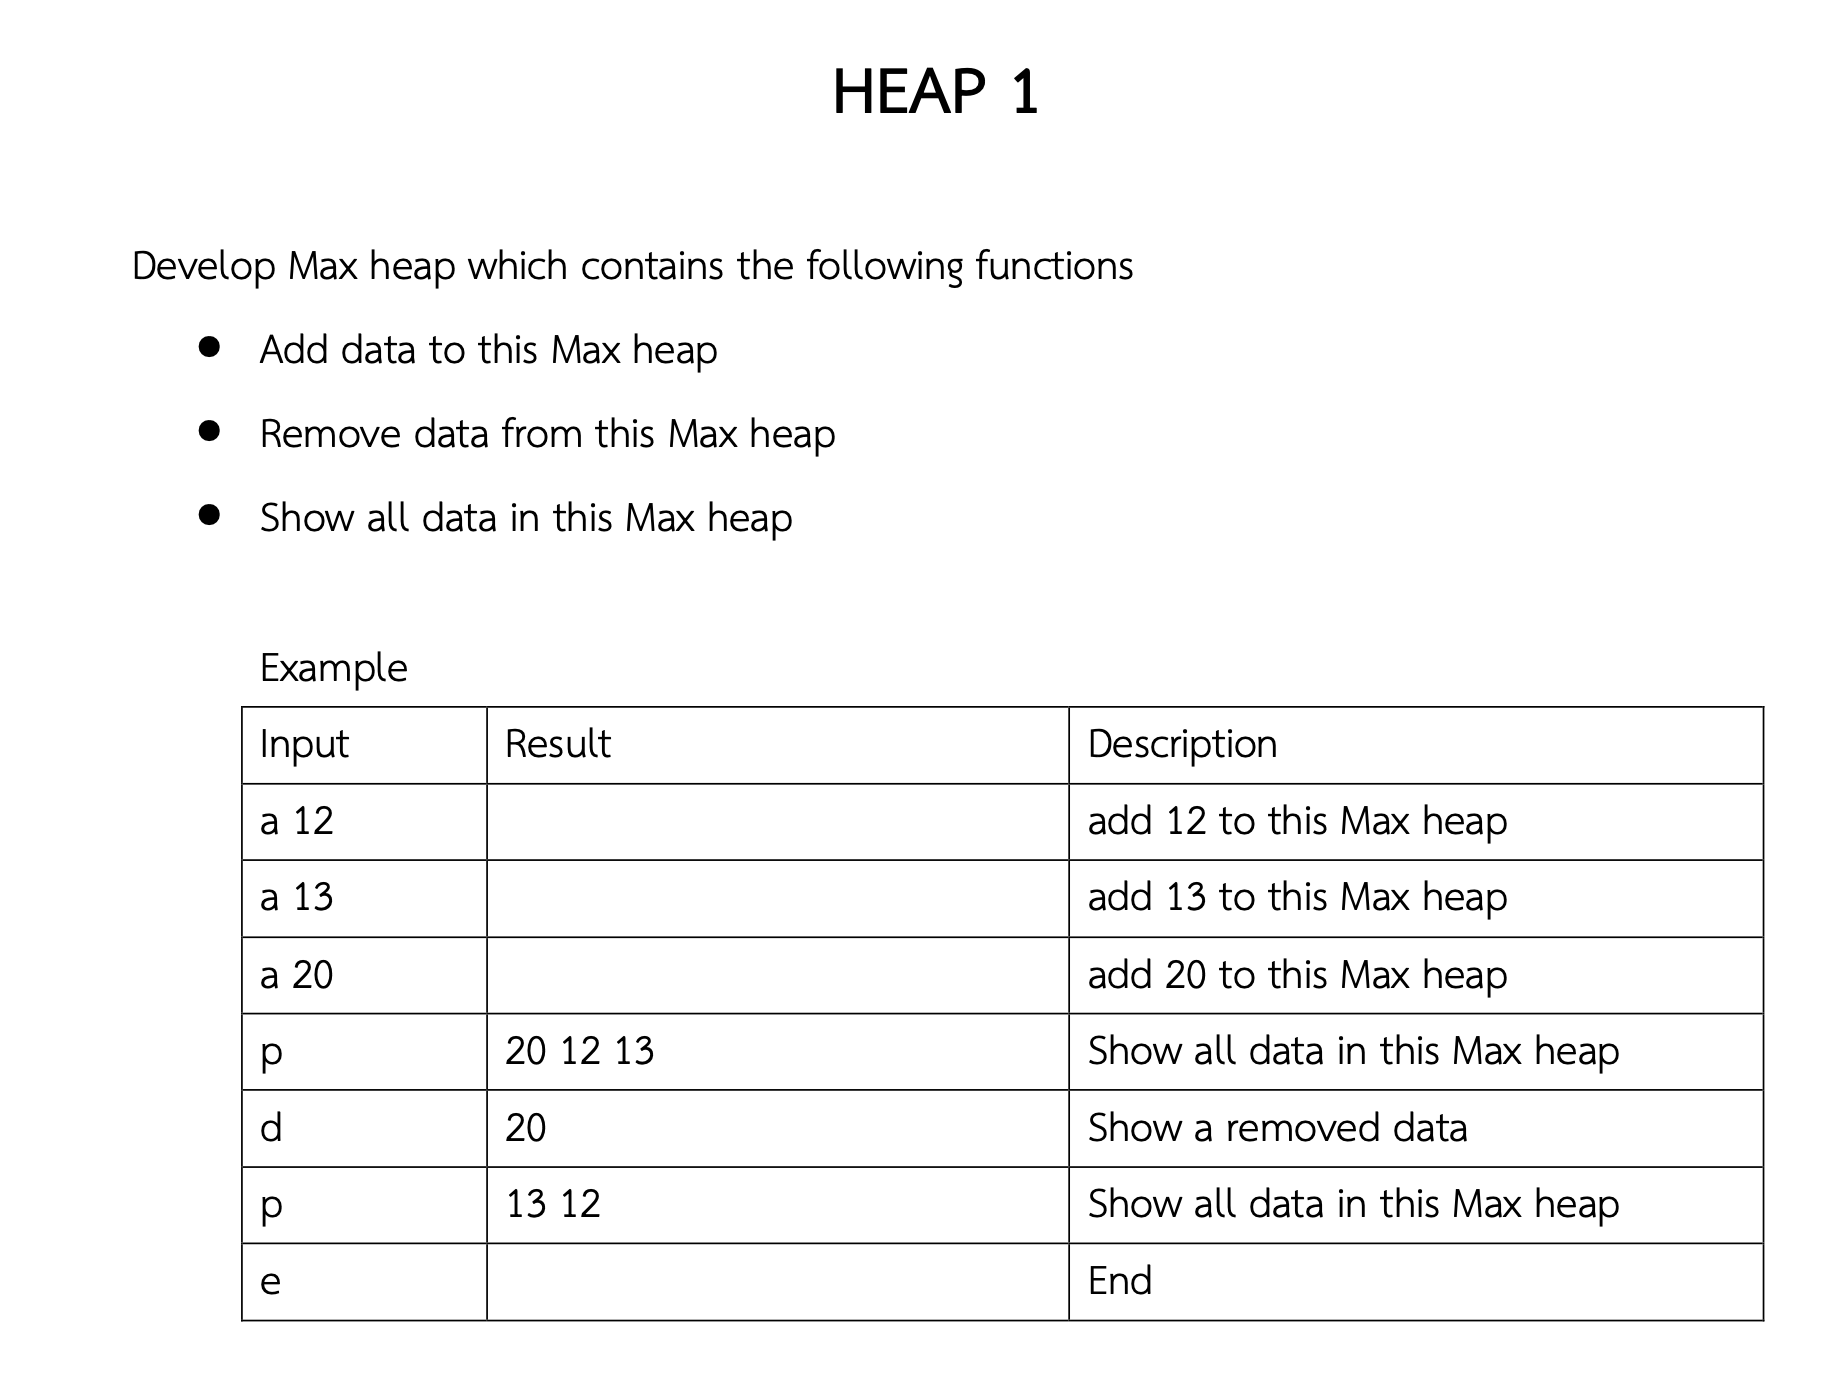 HEAP 1
Develop Max heap which contains the following functions
● Add data to this Max heap
● Remove data from this Max heap
● Show all data in this Max heap
Example
Input Result Description
a 12 add 12 to this Max heap
a 13 add 13 to this Max heap
a 20 add 20 to this Max heap
p 20 12 13 Show all data in this Max heap
d 20 Show a removed data
p 13 12 Show all data in this Max heap
e End